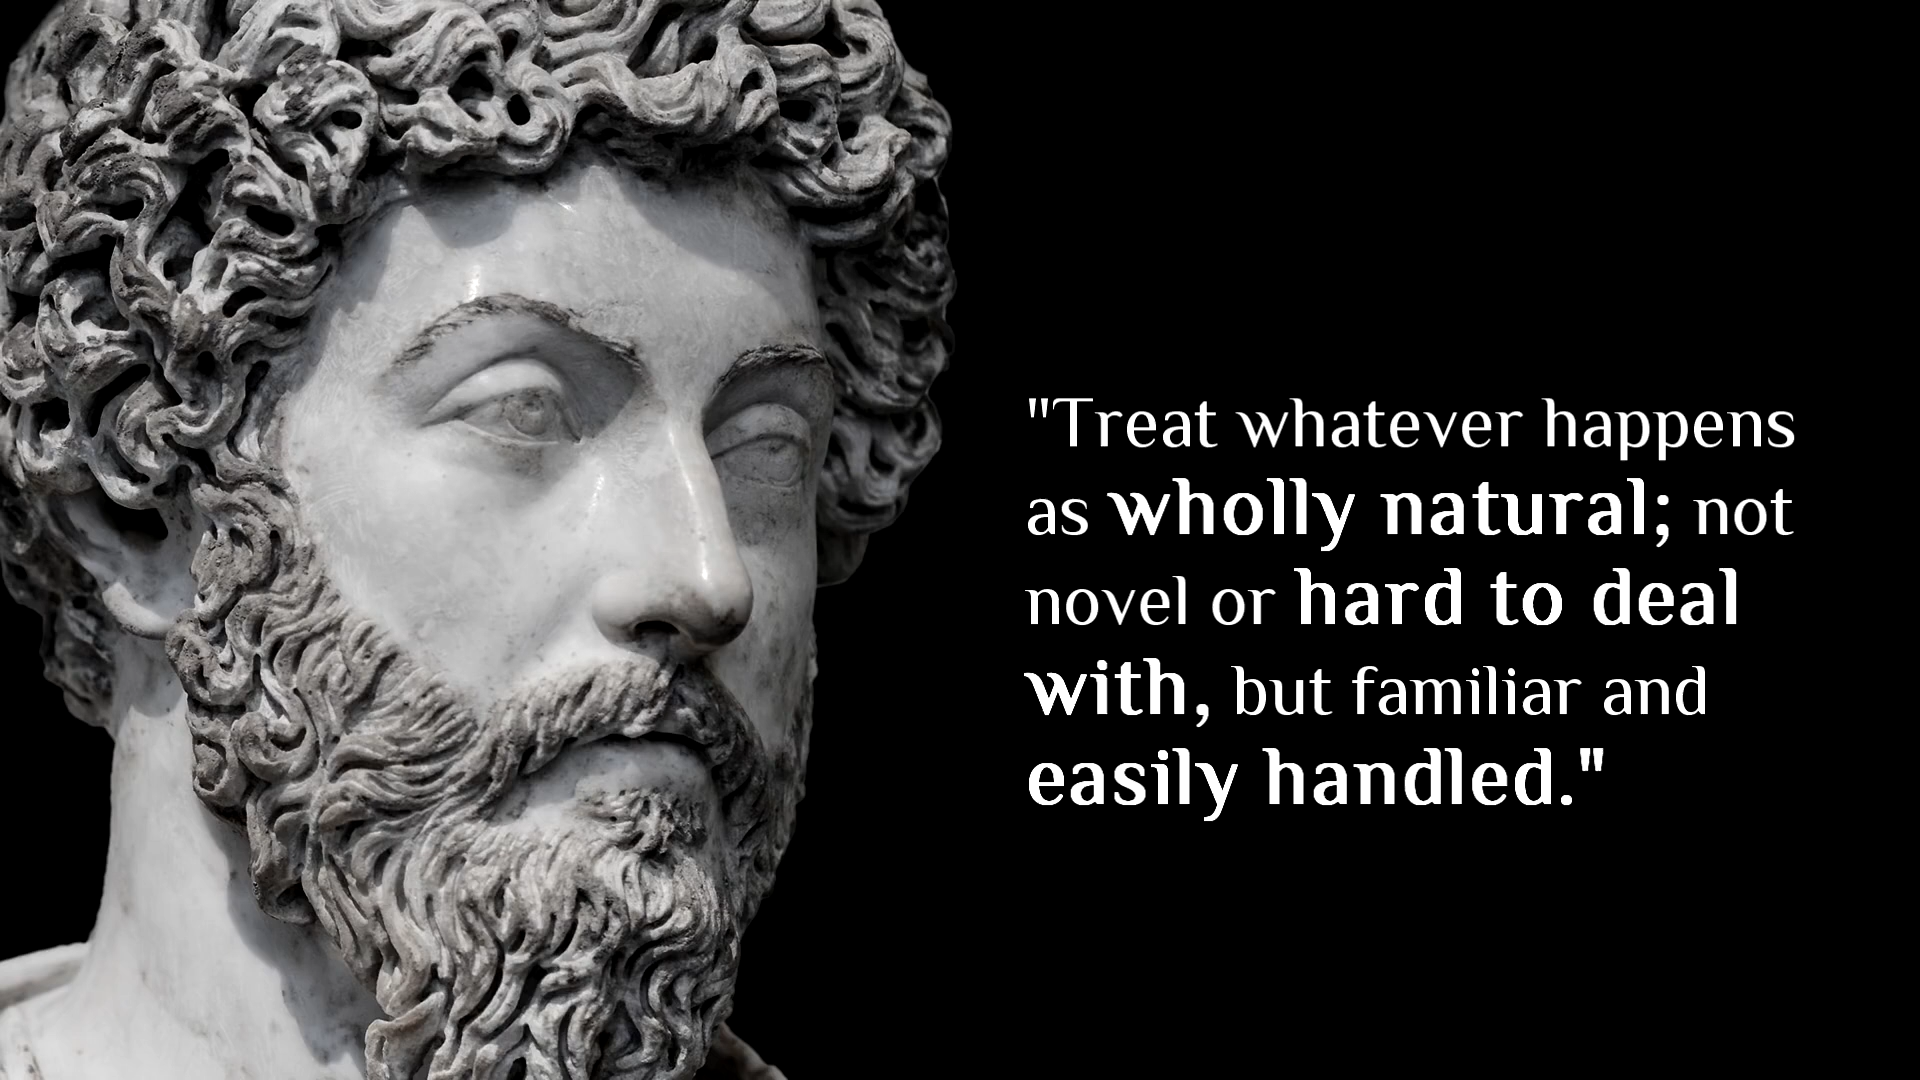 "Treat whatever happens
as wholly natural; not
novel or hard to deal
with, but familiar and
easily handled."